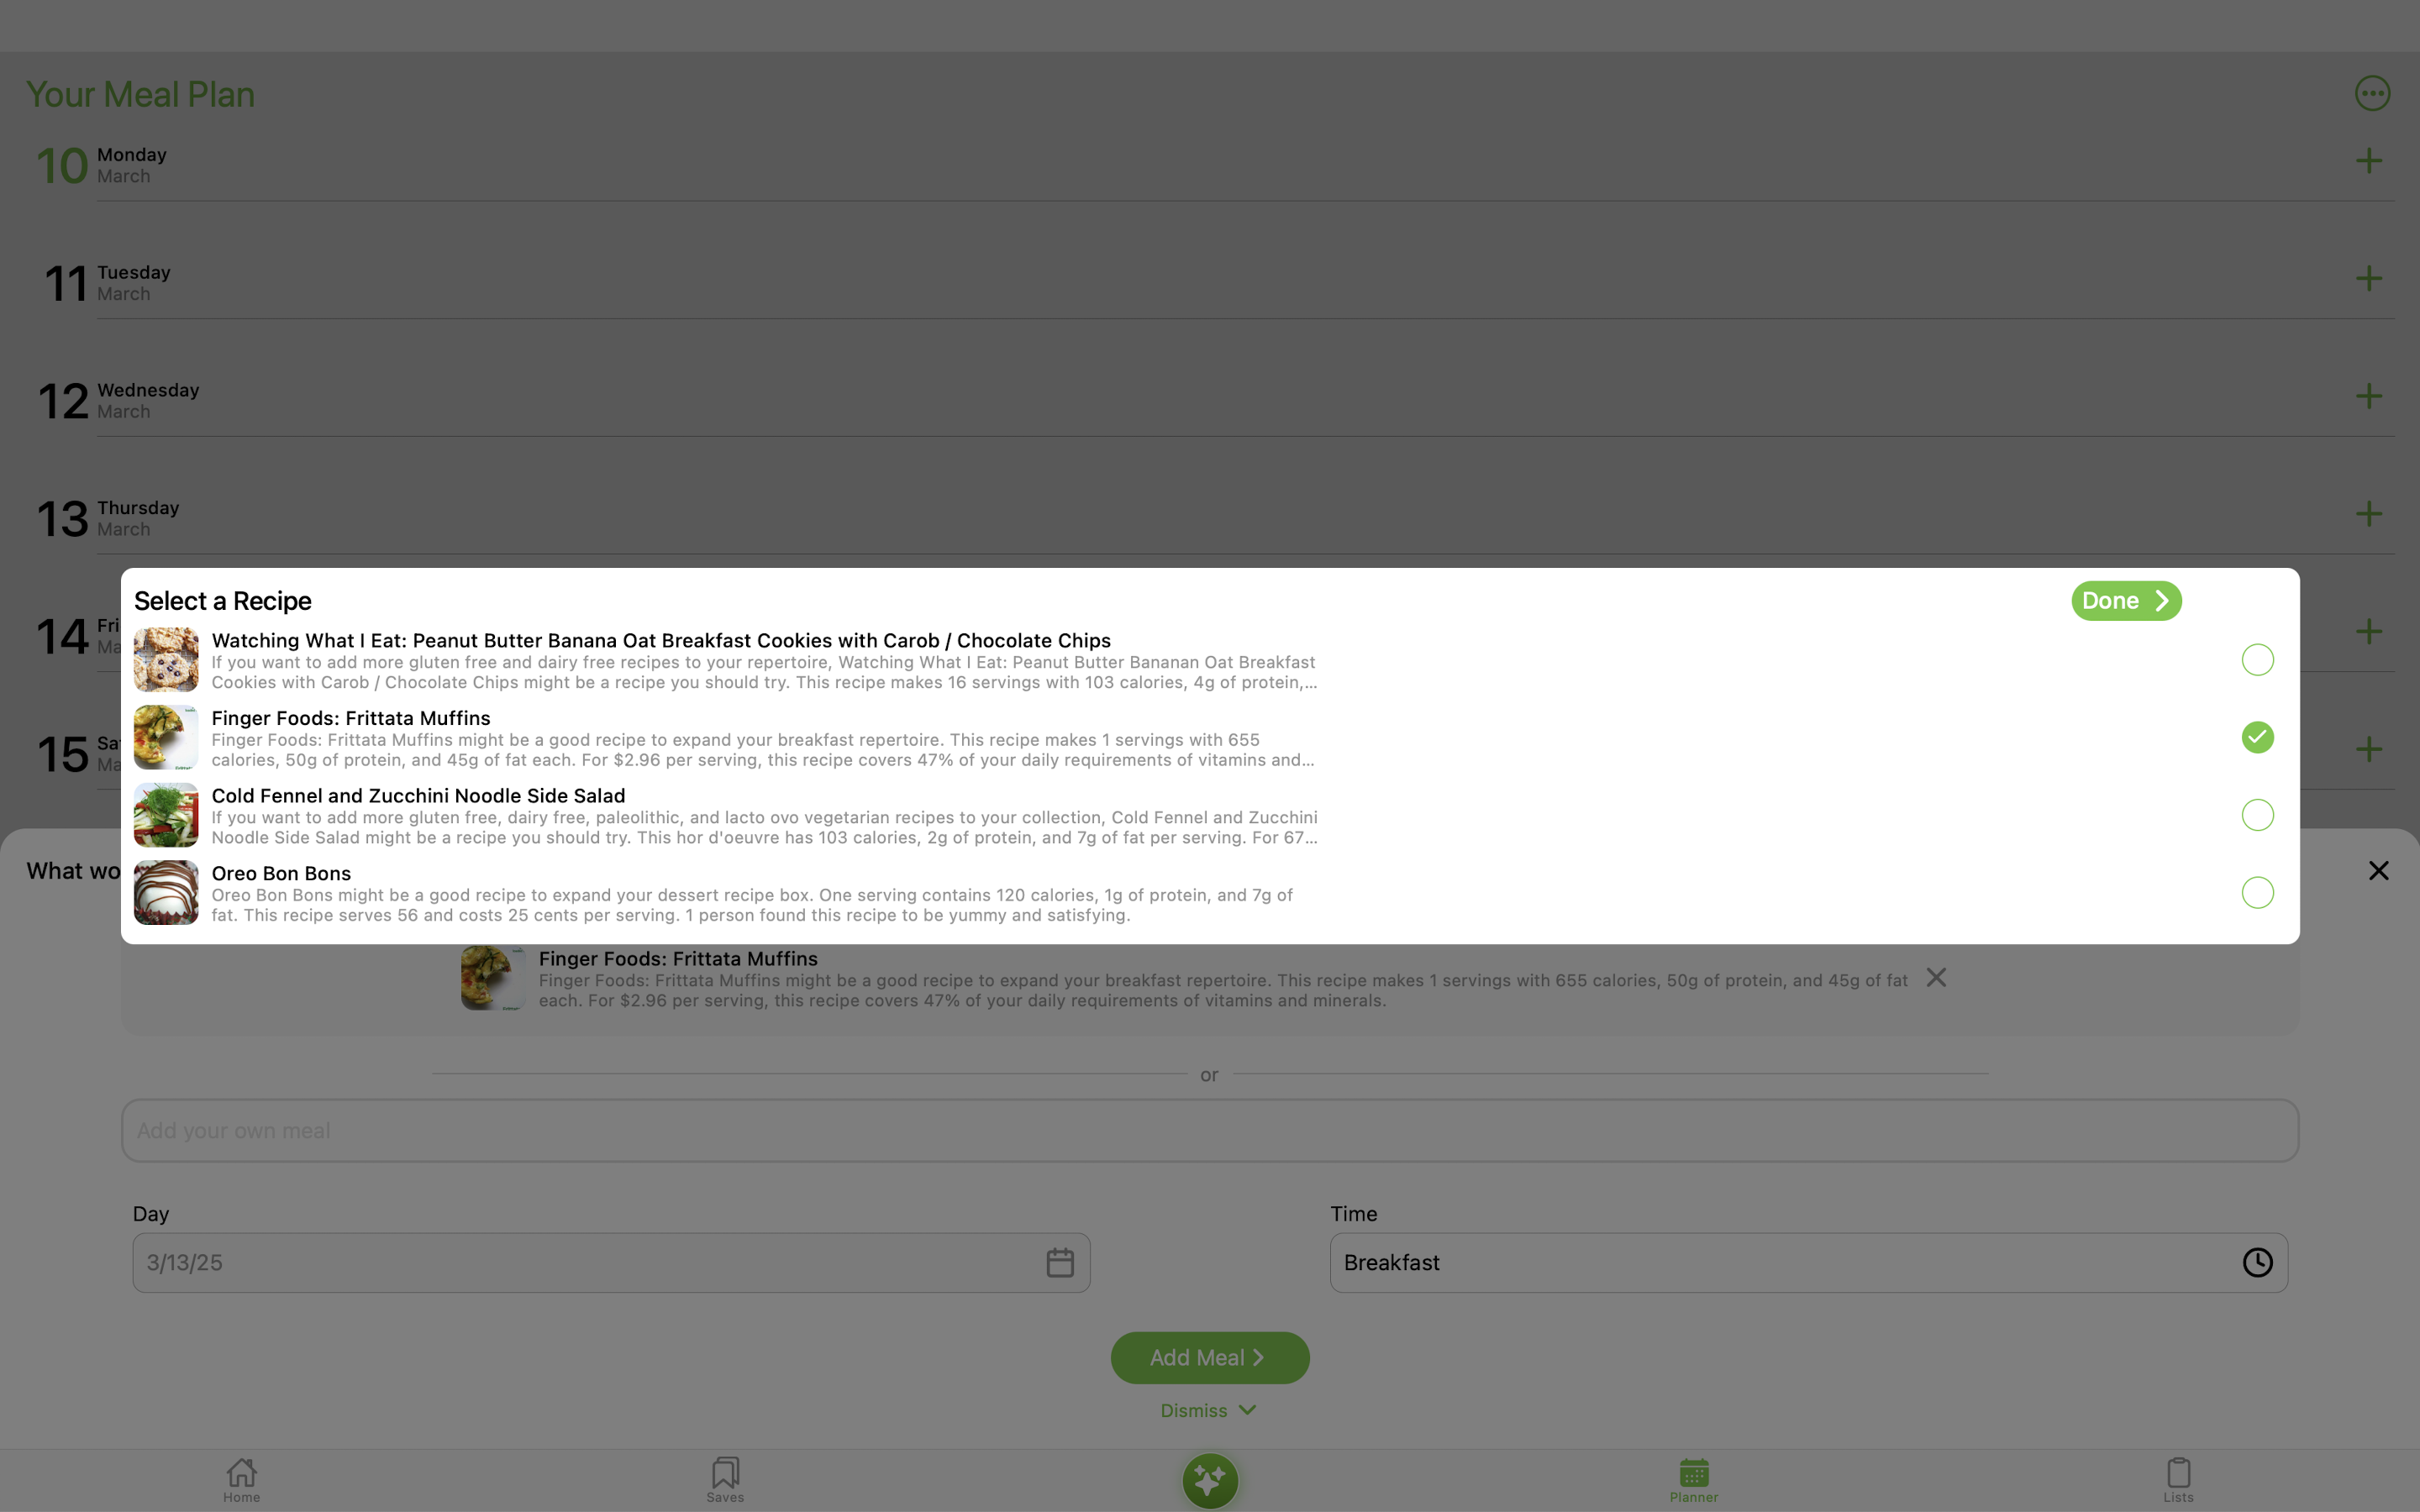 Your Meal Plan
10 Monday
March
11 Tuesday
March
12 Wednesday
March
13 Thursday
March
14 Fri
Ma
15 Sa
Ma
Select a Recipe
Done
Watching What I Eat: Peanut Butter Banana Oat Breakfast Cookies with Carob / Chocolate Chips
If you want to add more gluten free and dairy free recipes to your repertoire, Watching What I Eat: Peanut Butter Bananan Oat Breakfast
Cookies with Carob / Chocolate Chips might be a recipe you should try. This recipe makes 16 servings with 103 calories, 4g of protein,...
Finger Foods: Frittata Muffins
Finger Foods: Frittata Muffins might be a good recipe to expand your breakfast repertoire. This recipe makes 1 servings with 655
calories, 50g of protein, and 45g of fat each. For $2.96 per serving, this recipe covers 47% of your daily requirements of vitamins and...
Cold Fennel and Zucchini Noodle Side Salad
If you want to add more gluten free, dairy free, paleolithic, and lacto ovo vegetarian recipes to your collection, Cold Fennel and Zucchini
Noodle Side Salad might be a recipe you should try. This hor d'oeuvre has 103 calories, 2g of protein, and 7g of fat per serving. For 67...
Oreo Bon Bons
Oreo Bon Bons might be a good recipe to expand your dessert recipe box. One serving contains 120 calories, 1g of protein, and 7g of
fat. This recipe serves 56 and costs 25 cents per serving. 1 person found this recipe to be yummy and satisfying.
What wo
Finger Foods: Frittata Muffins
Finger Foods: Frittata Muffins might be a good recipe to expand your breakfast repertoire. This recipe makes 1 servings with 655 calories, 50g of protein, and 45g of fat
each. For $2.96 per serving, this recipe covers 47% of your daily requirements of vitamins and minerals.
or
Add your own meal
Day
Time
3/13/25
Breakfast
Add Meal
Dismiss
Home
Saves
Planner
Lists